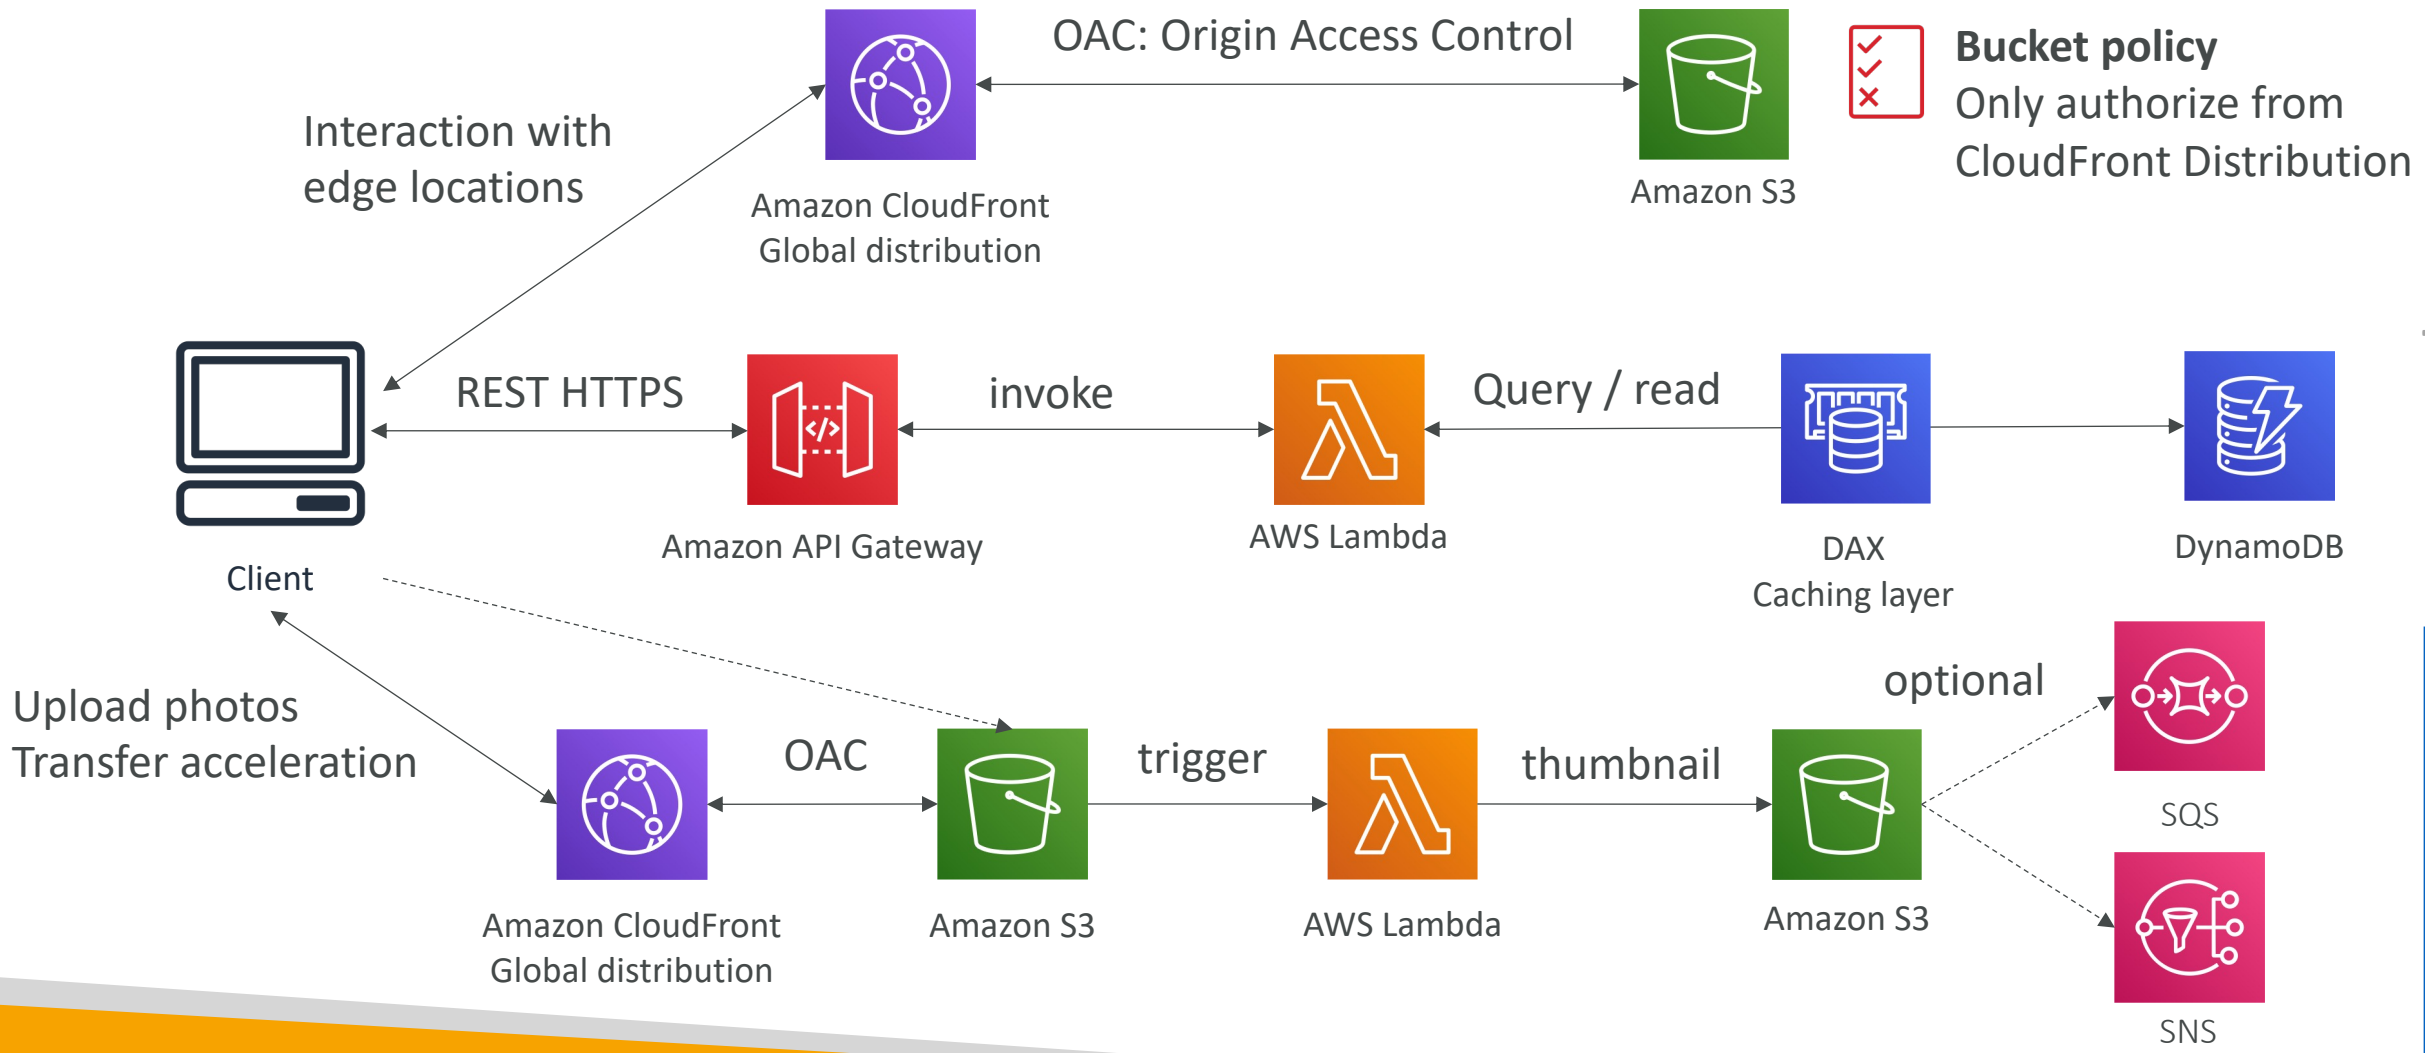 OAC: Origin Access Control
Bucket policy
Only authorize from
CloudFront Distribution
Interaction with
edge locations
Amazon CloudFront
Global distribution
Amazon S3
REST HTTPS
invoke
Query / read
Amazon API Gateway
AWS Lambda
DAX
Caching layer
DynamoDB
Client
Upload photos
Transfer acceleration
OAC
trigger
thumbnail
optional
Amazon CloudFront
Global distribution
Amazon S3
AWS Lambda
Amazon S3
SQS
SNS